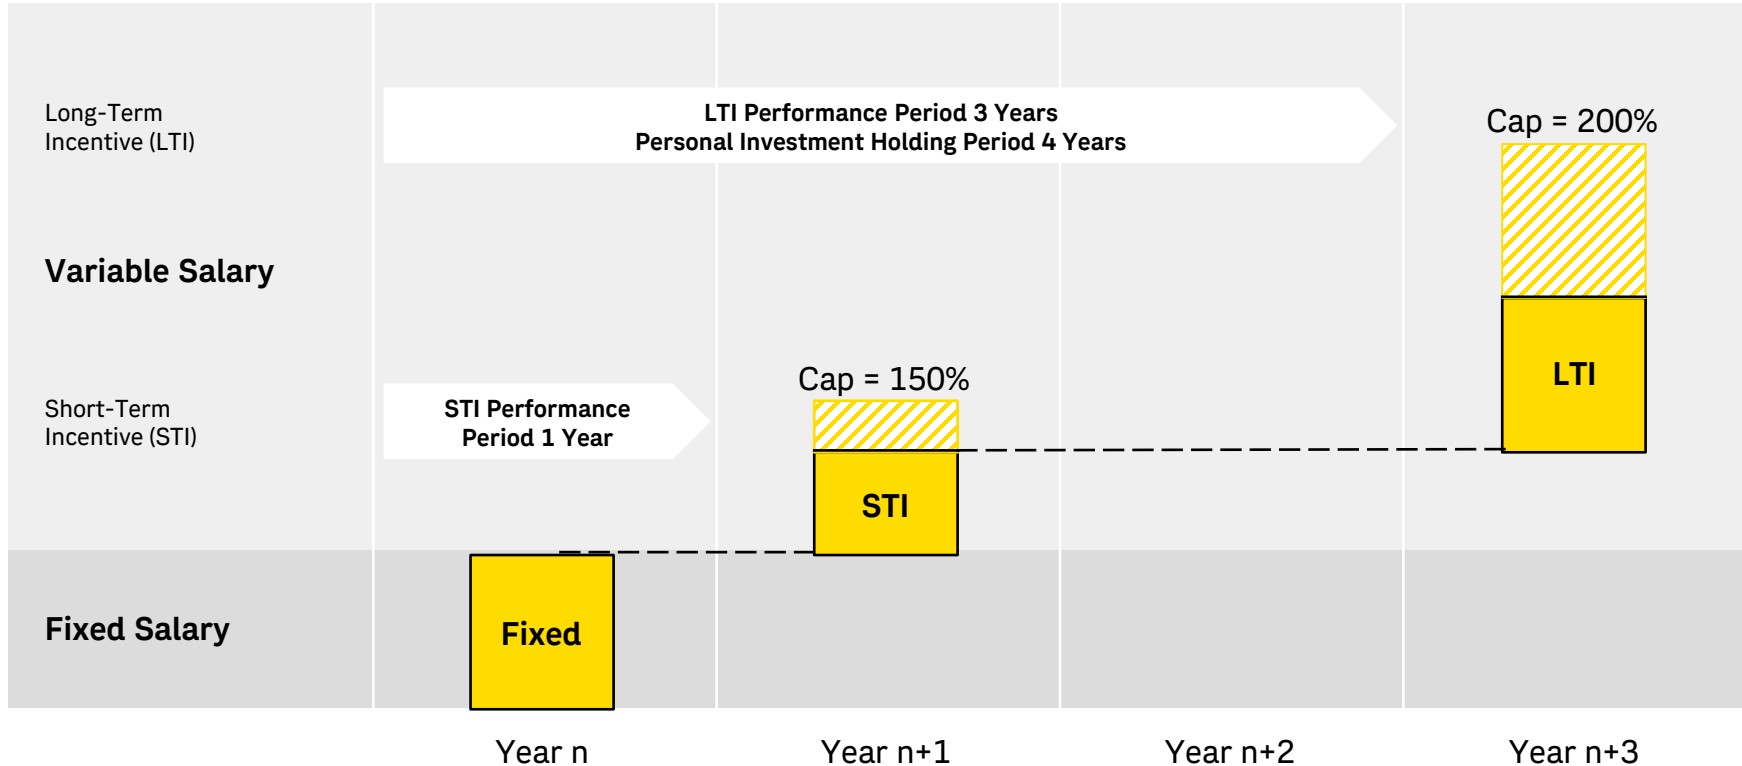 Long-Term
Incentive (LTI)
LTI Performance Period 3 Years
Personal Investment Holding Period 4 Years
Cap = 200%
Variable Salary
LTI
Cap = 150%
Short-Term
Incentive (STI)
STI Performance
Period 1 Year
STI
Fixed Salary
Fixed
Year n
Year n+1
Year n+2
Year n+3